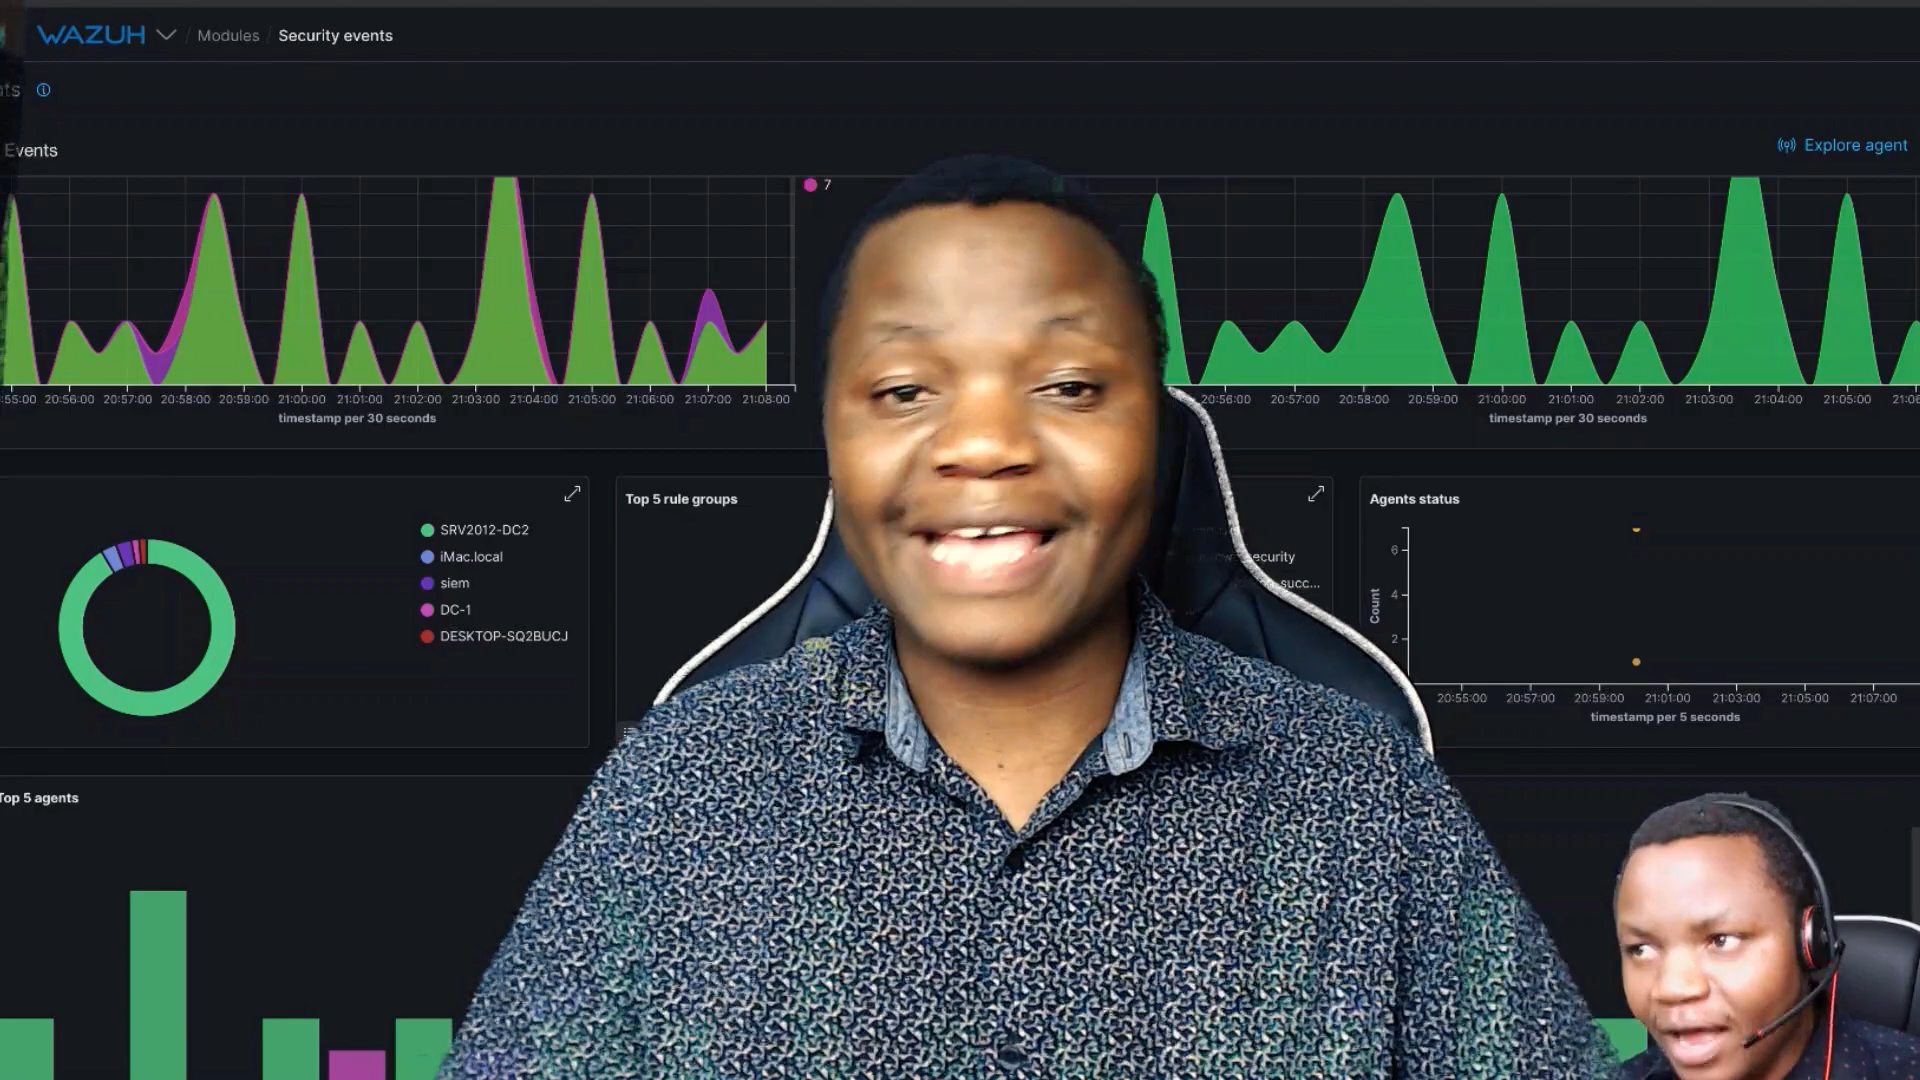 WAZUH / Modules / Security events
Events
Explore agent
7
20:56:00 20:57:00 20:58:00 20:59:00 21:00:00 21:01:00 21:02:00 21:03:00 21:04:00 21:05:00 21:06:00 21:07:00 21:08:00
timestamp per 30 seconds
20:56:00 20:57:00 20:58:00 20:59:00 21:00:00 21:01:00 21:02:00 21:03:00 21:04:00 21:05:00
timestamp per 30 seconds
SRV2012-DC2
iMac.local
siem
DC-1
DESKTOP-SQ2BUCJ
Top 5 rule groups
ecurity
succ...
Agents status
Count
6
4
2
20:55:00 20:57:00 20:59:00 21:01:00 21:03:00 21:05:00 21:07:00
timestamp per 5 seconds
Top 5 agents